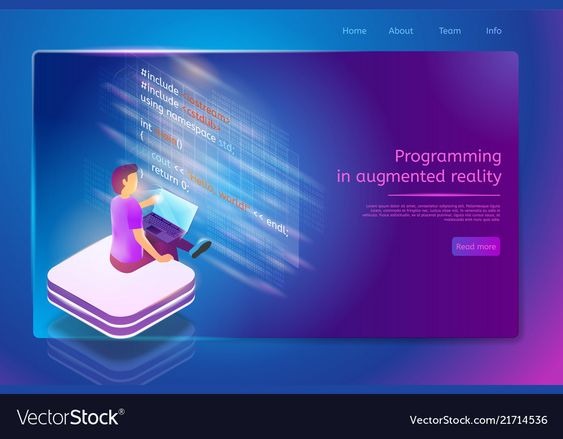 Home About Team Info
#include <iostream>
#include <cstdlib>
using namespace std;
int main()
{
cout << "Hello, world!" << endl;
return 0;
}
Programming
in augmented reality
Read more
VectorStock®
VectorStock.com/21714536